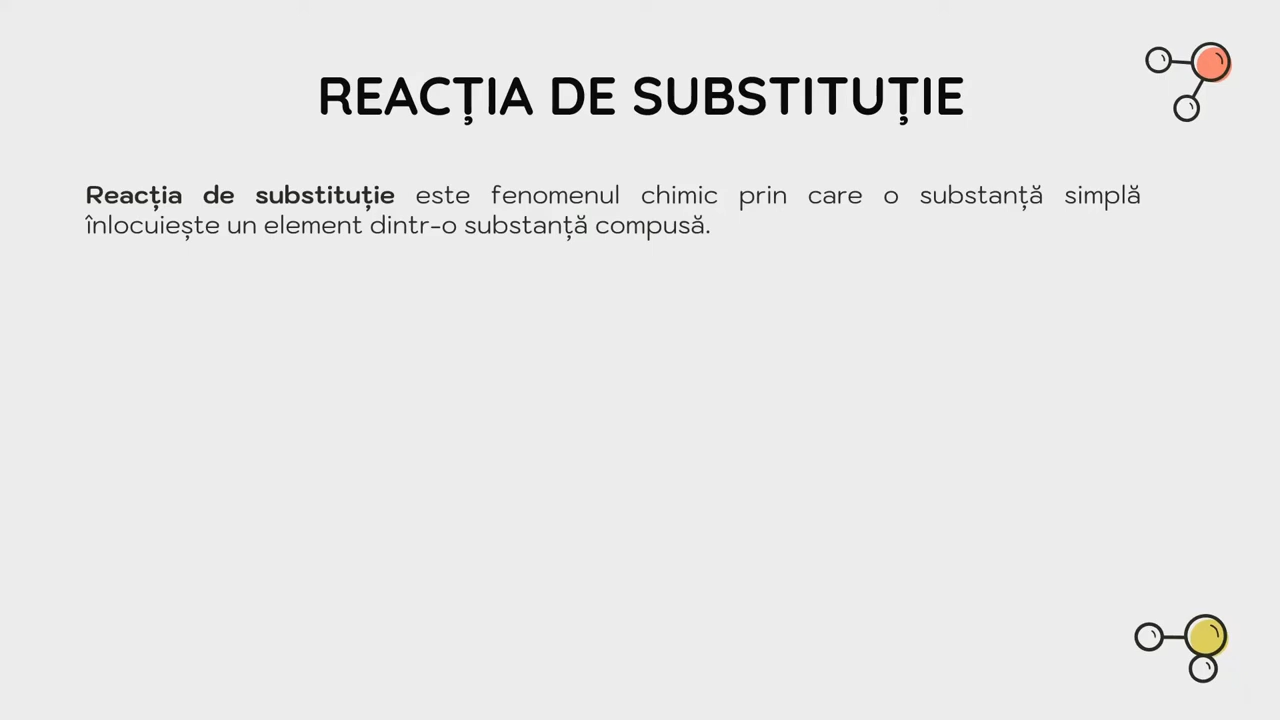 REACȚIA DE SUBSTITUȚIE
Reacția de substituție este fenomenul chimic prin care o substanță simplă
înlocuiește un element dintr-o substanță compusă.